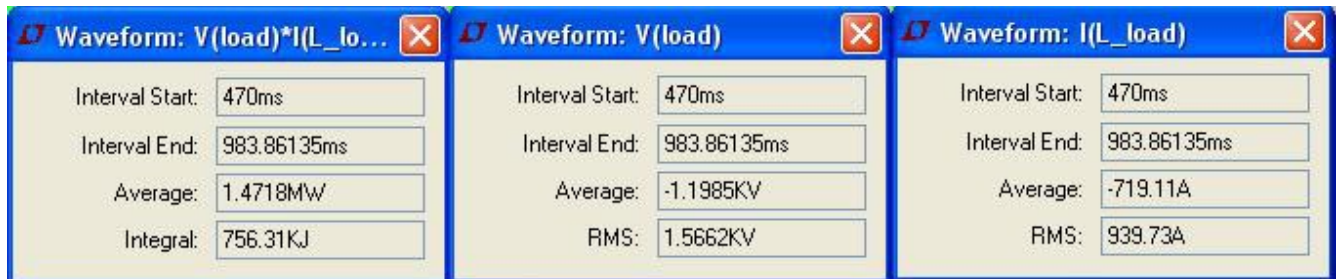 Waveform: V(load)*I(L_lo...
Interval Start: 470ms
Interval End: 983.86135ms
Average: 1.4718MW
Integral: 756.31KJ
Waveform: V(load)
Interval Start: 470ms
Interval End: 983.86135ms
Average: -1.1985KV
RMS: 1.5662KV
Waveform: I(L_load)
Interval Start: 470ms
Interval End: 983.86135ms
Average: -719.11A
RMS: 939.73A